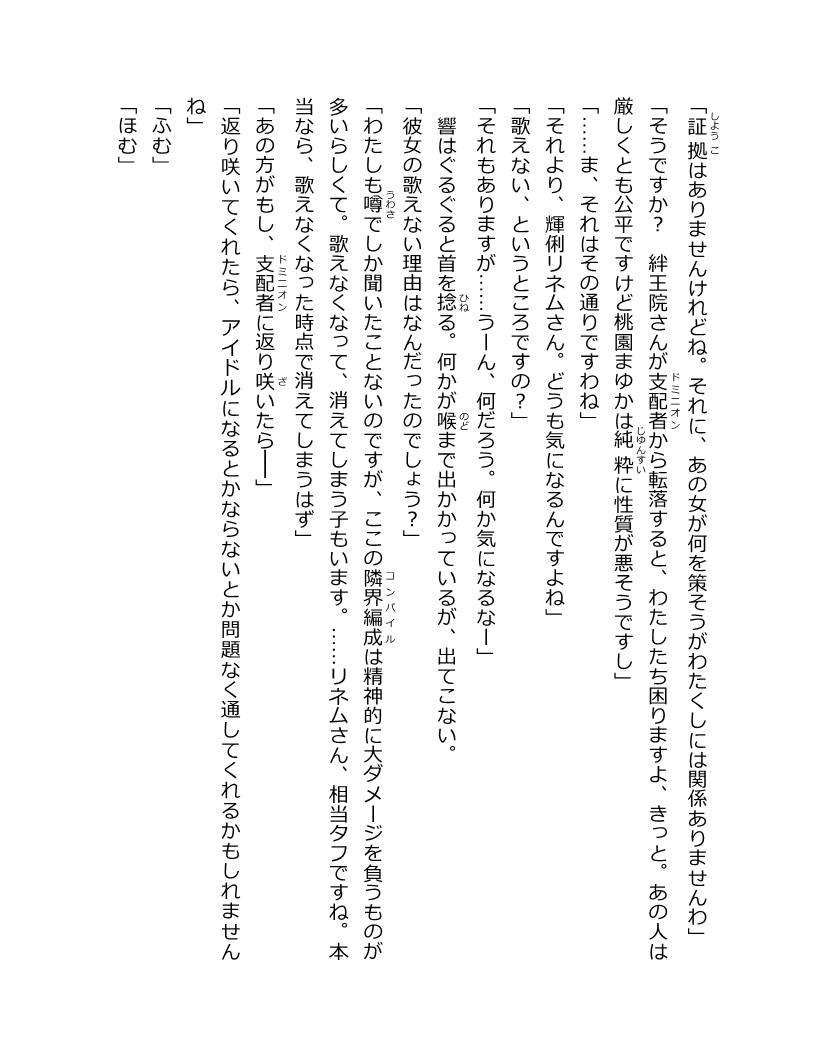 「証拠はありませんけれどね。それに、あの女が何を策そうがわたくしには関係ありませんわ」
「そうですか？　絆王院さんが支配者から転落すると、わたしたち困りますよ、きっと。あの人は
厳しくとも公平ですけど桃園まゆかは純粋に性質が悪そうですし」
「……ま、それはその通りですわね」
「それより、輝俐リネムさん。どうも気になるんですよね」
「歌えない、というところですの？」
「それもありますが……うーん、何だろう。何か気になるなー」
　響はぐるぐると首を捻る。何かが喉まで出かかっているが、出てこない。
「彼女の歌えない理由はなんだったのでしょう？」
「わたしも噂でしか聞いたことないのですが、ここの隣界編成は精神的に大ダメージを負うものが
多いらしくて。歌えなくなって、消えてしまう子もいます。……リネムさん、相当タフですね。本
当なら、歌えなくなった時点で消えてしまうはず」
「あの方がもし、支配者に返り咲いたら──」
「返り咲いてくれたら、アイドルになるとかならないとか問題なく通してくれるかもしれません
ね」
「ふむ」
「ほむ」